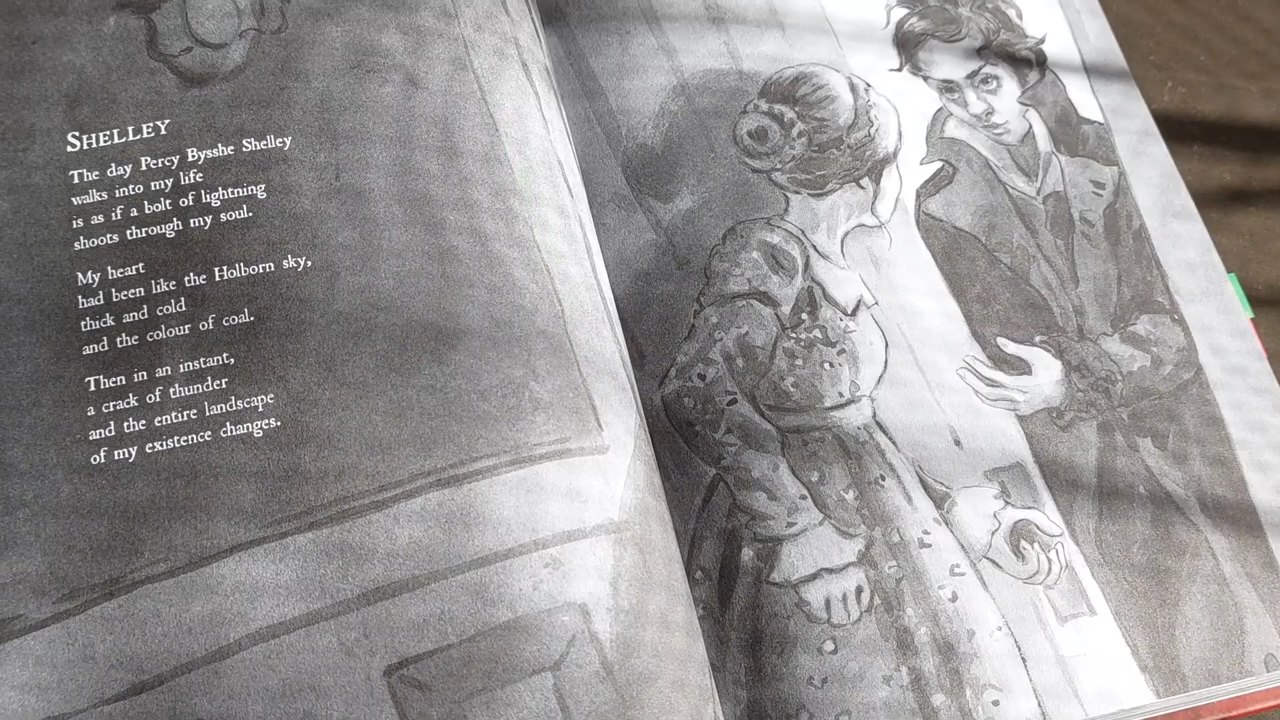 SHELLEY
The day Percy Bysshe Shelley
walks into my life
is as if a bolt of lightning
shoots through my soul.
My heart
had been like the Holborn sky,
thick and cold
and the colour of coal.
Then in an instant,
a crack of thunder
and the entire landscape
of my existence changes.